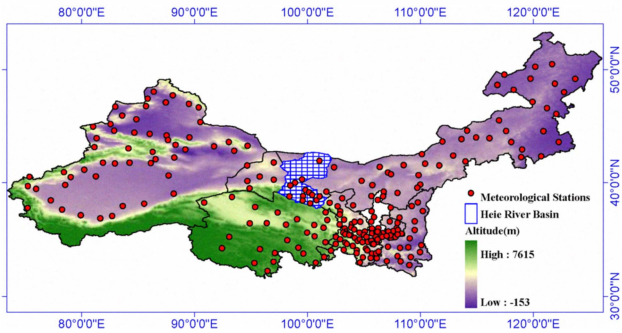 80°0'0"E 90°0'0"E 100°0'0"E 110°0'0"E 120°0'0"E
50°0'0"N
40°0'0"N
30°0'0"N
Meteorological Stations
Heie River Basin
Altitude(m)
High : 7615
Low : -153
80°0'0"E 90°0'0"E 100°0'0"E 110°0'0"E 120°0'0"E